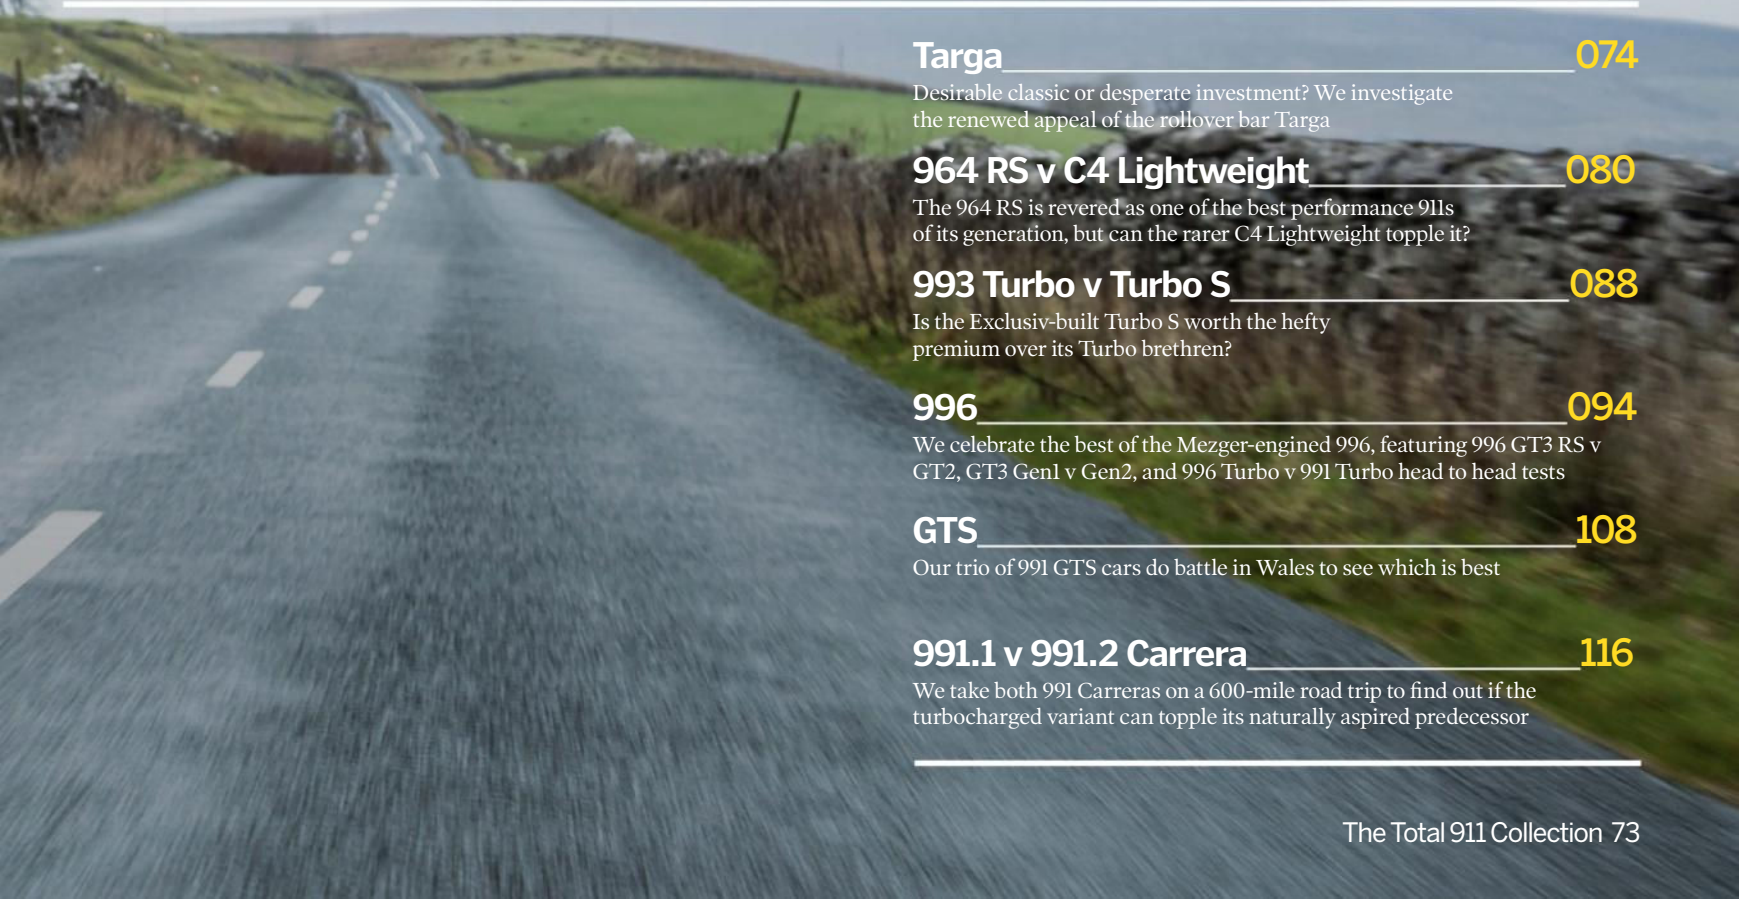 Targa 074
Desirable classic or desperate investment? We investigate
the renewed appeal of the rollover bar Targa
964 RS v C4 Lightweight 080
The 964 RS is revered as one of the best performance 911s
of its generation, but can the rarer C4 Lightweight topple it?
993 Turbo v Turbo S 088
Is the Exclusiv-built Turbo S worth the hefty
premium over its Turbo brethren?
996 094
We celebrate the best of the Mezger-engined 996, featuring 996 GT3 RS v
GT2, GT3 Gen1 v Gen2, and 996 Turbo v 991 Turbo head to head tests
GTS 108
Our trio of 991 GTS cars do battle in Wales to see which is best
991.1 v 991.2 Carrera 116
We take both 991 Carreras on a 600-mile road trip to find out if the
turbocharged variant can topple its naturally aspired predecessor
The Total 911 Collection 73